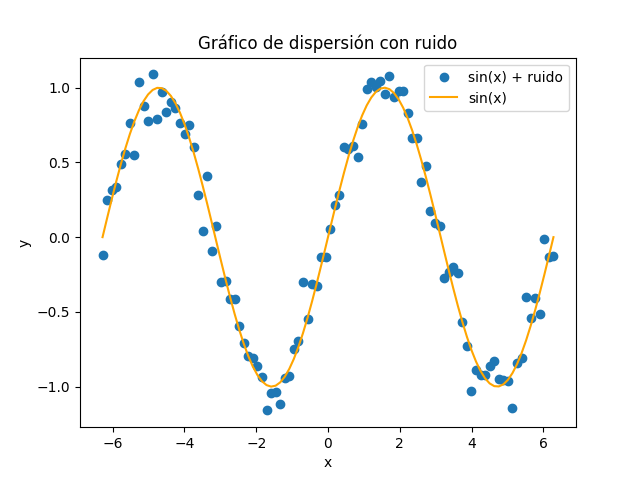 Gráfico de dispersión con ruido
sin(x) + ruido
sin(x)
1.0
0.5
0.0
−0.5
−1.0
y
−6
−4
−2
0
2
4
6
x